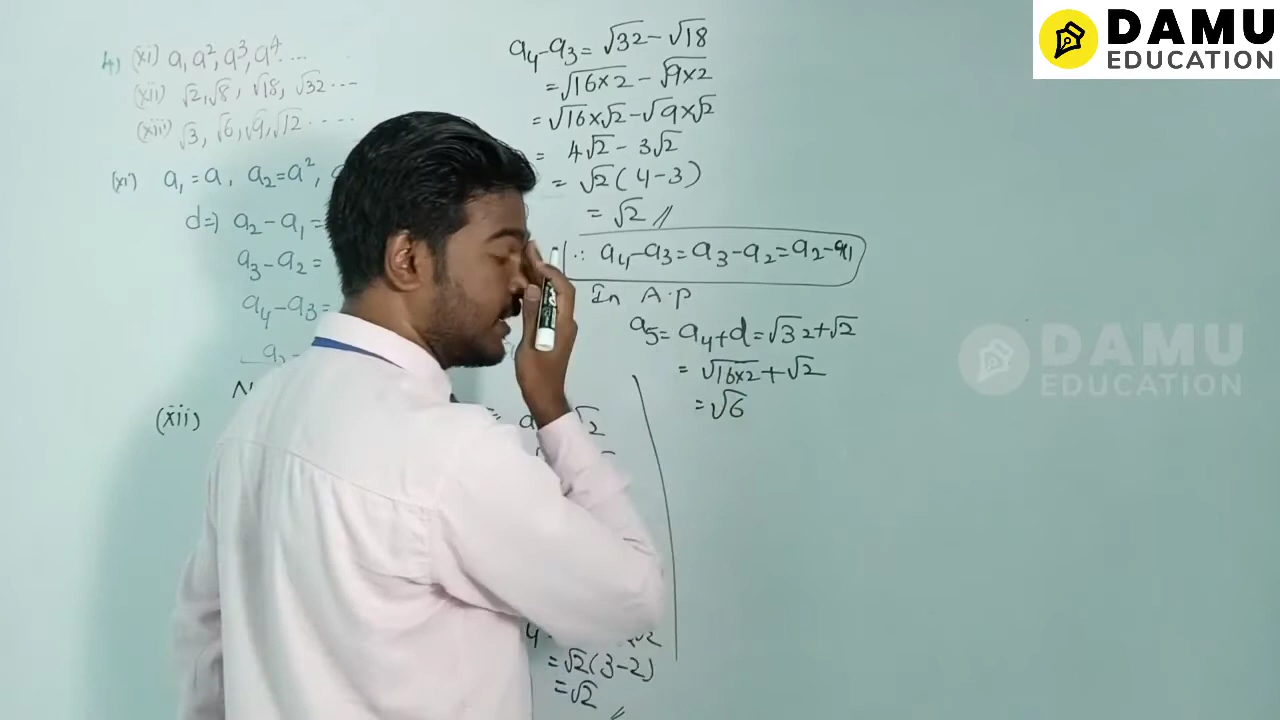 DAMU
EDUCATION
4) (xi) a, a², a³, a⁴ ....
(xii) √2, √8, √18, √32 ---
(xiii) √3, √6, √9, √12 ....
(xi) a₁ = a, a₂ = a²,
d ⇒ a₂ - a₁ =
a₃ - a₂ =
a₄ - a₃ =
(xii)
√2
= √2(3-2)
= √2 //
a₄-a₃ = √32 - √18
= √16×2 - √9×2
= √16×√2 - √9×√2
= 4√2 - 3√2
= √2(4-3)
= √2 //
∴ a₄-a₃ = a₃-a₂ = a₂-a₁
In A.p
a₅ = a₄+d = √32+√2
= √16×2 + √2
= √6
DAMU
EDUCATION